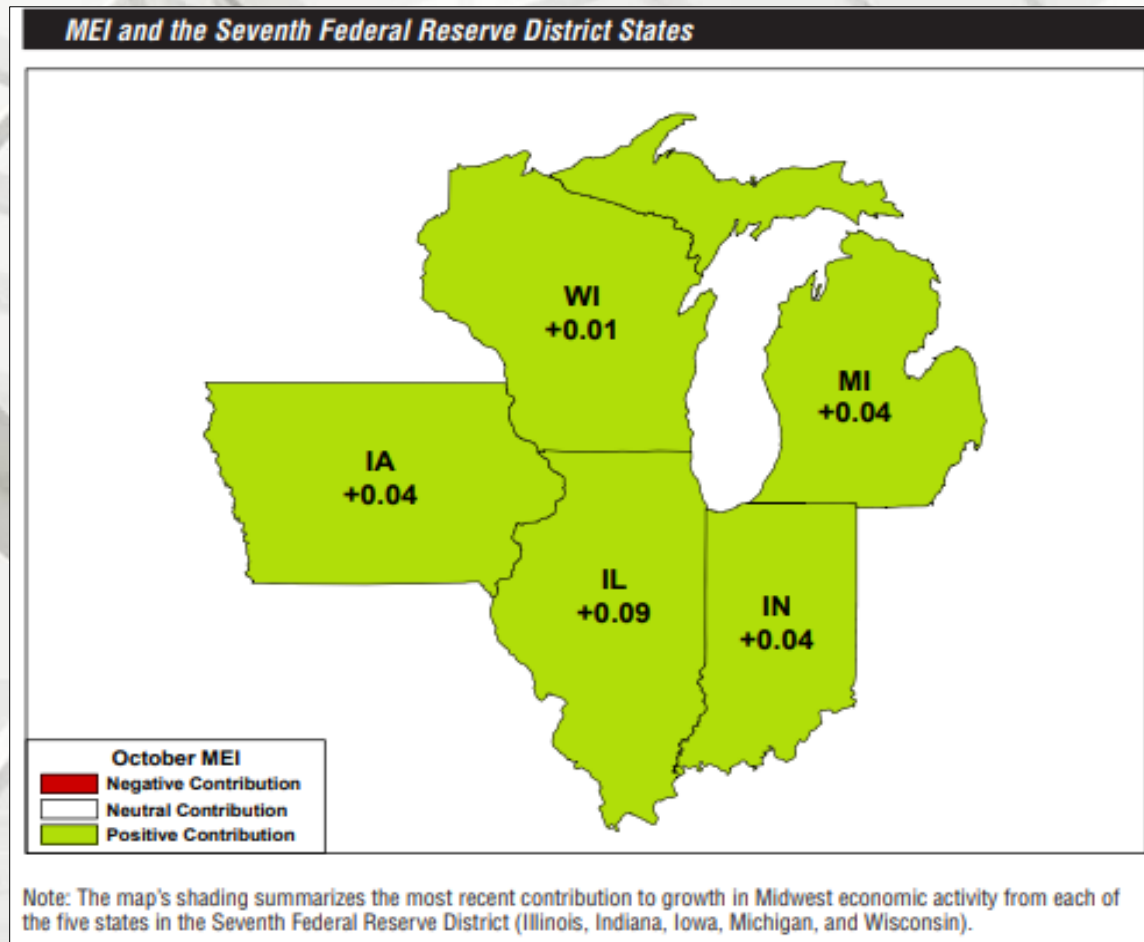 MEI and the Seventh Federal Reserve District States
WI
+0.01
MI
+0.04
IA
+0.04
IL
+0.09
IN
+0.04
October MEI
Negative Contribution
Neutral Contribution
Positive Contribution
Note: The map's shading summarizes the most recent contribution to growth in Midwest economic activity from each of
the five states in the Seventh Federal Reserve District (Illinois, Indiana, Iowa, Michigan, and Wisconsin).